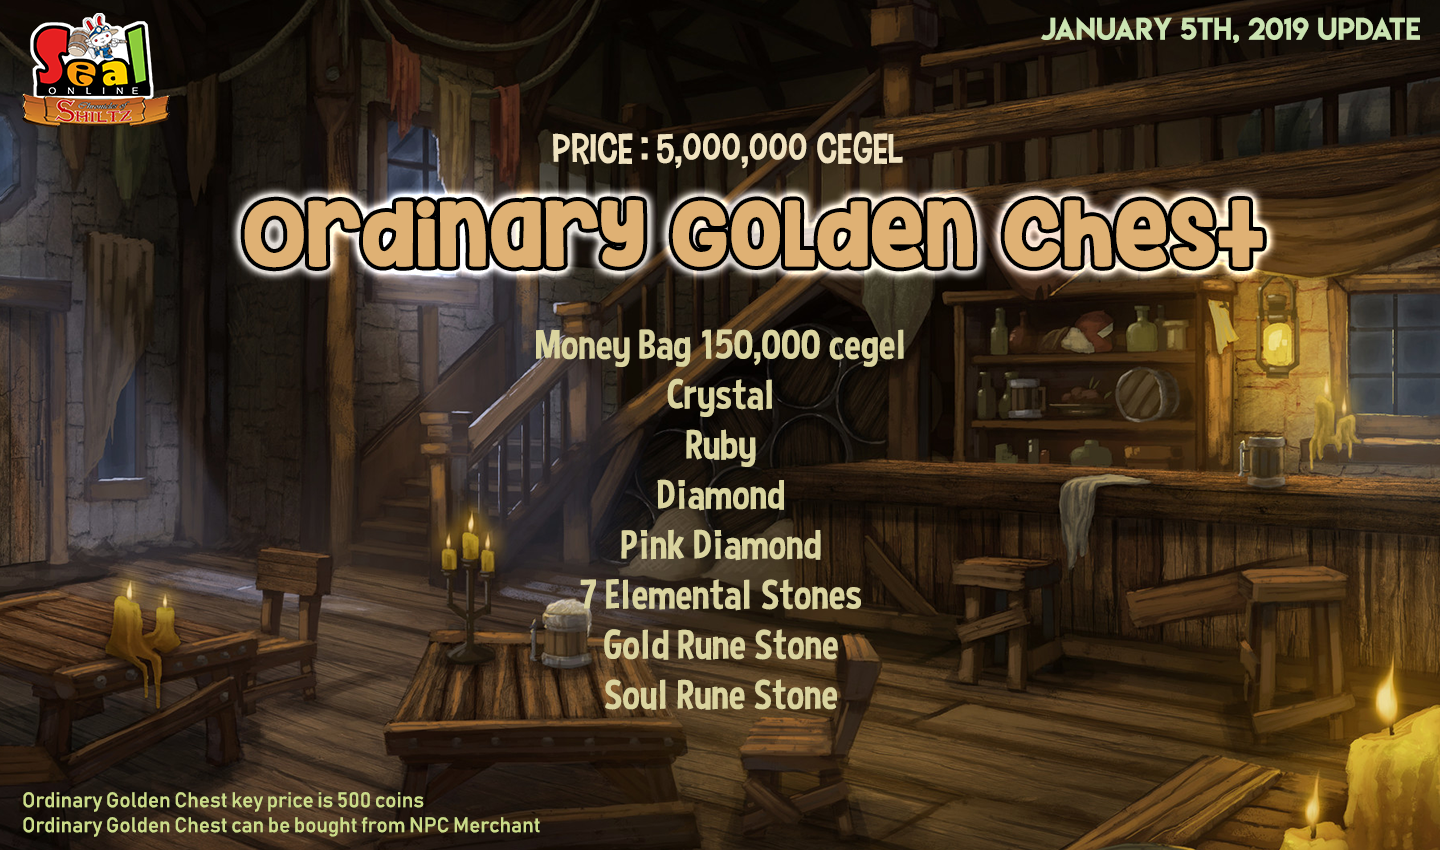 Seal
ONLINE
Chronicles of
SHILTZ
JANUARY 5TH, 2019 UPDATE
PRICE : 5,000,000 CEGEL
Ordinary Golden Chest
Money Bag 150,000 cegel
Crystal
Ruby
Diamond
Pink Diamond
7 Elemental Stones
Gold Rune Stone
Soul Rune Stone
Ordinary Golden Chest key price is 500 coins
Ordinary Golden Chest can be bought from NPC Merchant